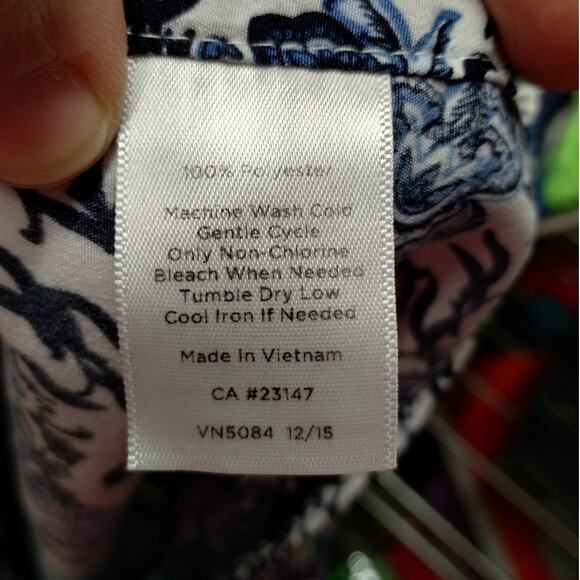 100% Polyester
Machine Wash Cold
Gentle Cycle
Only Non-Chlorine
Bleach When Needed
Tumble Dry Low
Cool Iron If Needed
Made In Vietnam
CA #23147
VN5084 12/15